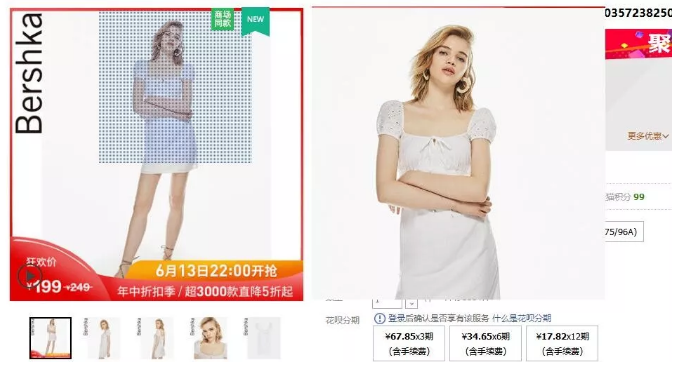 Bershka
商场
同款
NEW
狂欢价
¥199 ¥249
6月13日22:00开抢
年中折扣季/超3000款直降5折起
0357238250
聚
更多优惠
猫积分 99
75/96A)
花呗分期
登录后确认是否享有该服务 什么是花呗分期
¥67.85x3期
(含手续费)
¥34.65x6期
(含手续费)
¥17.82x12期
(含手续费)